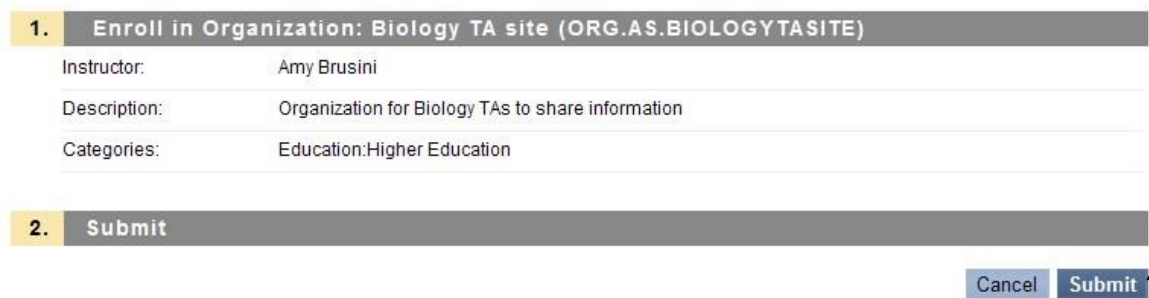 1. Enroll in Organization: Biology TA site (ORG.AS.BIOLOGYTASITE)
Instructor: Amy Brusini
Description: Organization for Biology TAs to share information
Categories: Education:Higher Education
2. Submit
Cancel Submit